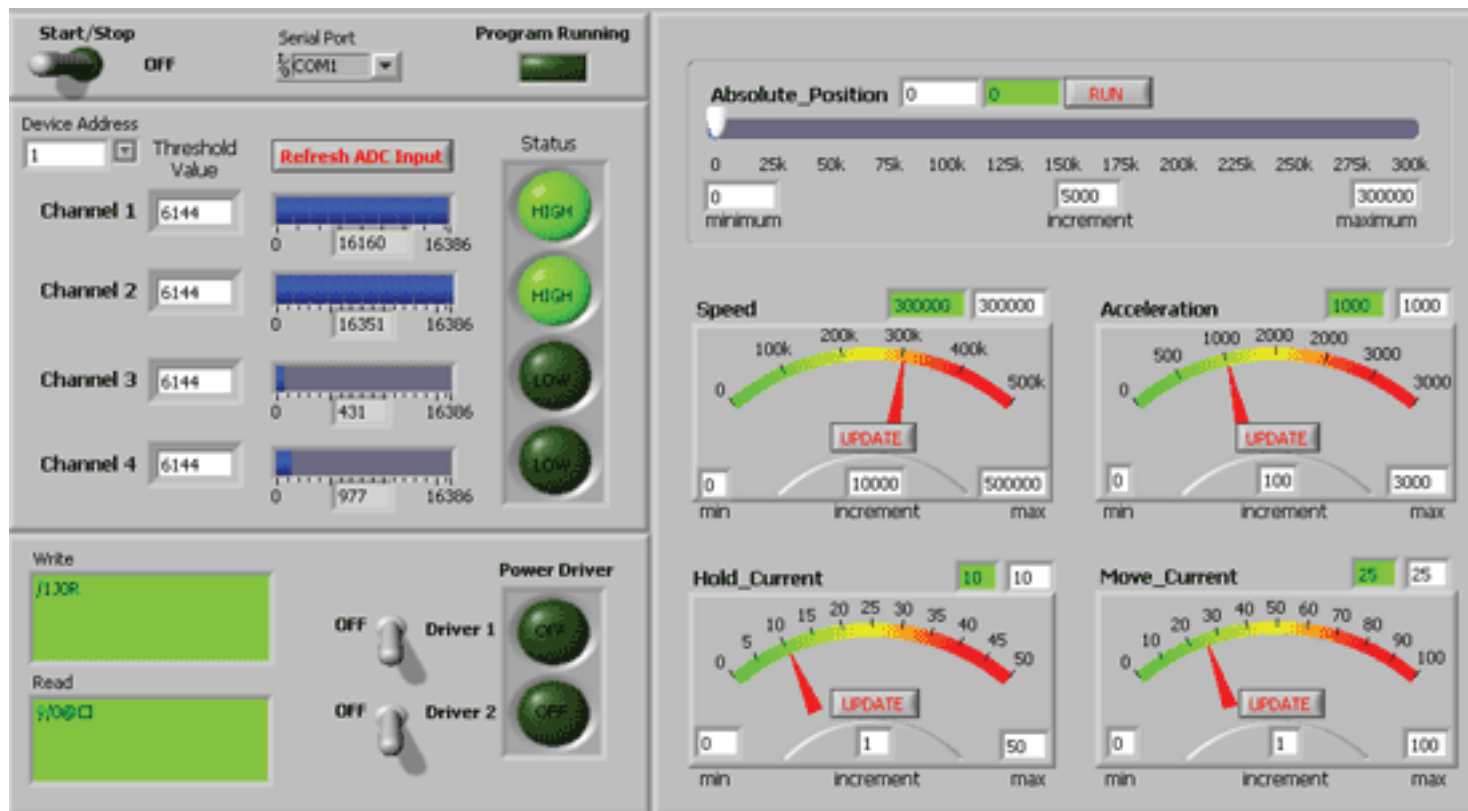 Start/Stop
OFF
Serial Port
COM1
Program Running
Device Address
1
Threshold
Value
Refresh ADC Input
Status
Channel 1 6144
0 16160 16386
HIGH
Channel 2 6144
0 16351 16386
HIGH
Channel 3 6144
0 431 16386
LOW
Channel 4 6144
0 977 16386
LOW
Write
/1J0R
Read
OFF Driver 1
OFF Driver 2
Power Driver
OFF
OFF
Absolute_Position 0 0 RUN
0 25k 50k 75k 100k 125k 150k 175k 200k 225k 250k 275k 300k
0 5000 300000
minimum increment maximum
Speed 300000 300000
0 100k 200k 300k 400k 500k
UPDATE
0 10000 500000
min increment max
Acceleration 1000 1000
0 500 1000 2000 2000 3000 3000
UPDATE
0 100 3000
min increment max
Hold_Current 10 10
0 5 10 15 20 25 30 35 40 45 50
UPDATE
0 1 50
min increment max
Move_Current 25 25
0 10 20 30 40 50 60 70 80 90 100
UPDATE
0 1 100
min increment max